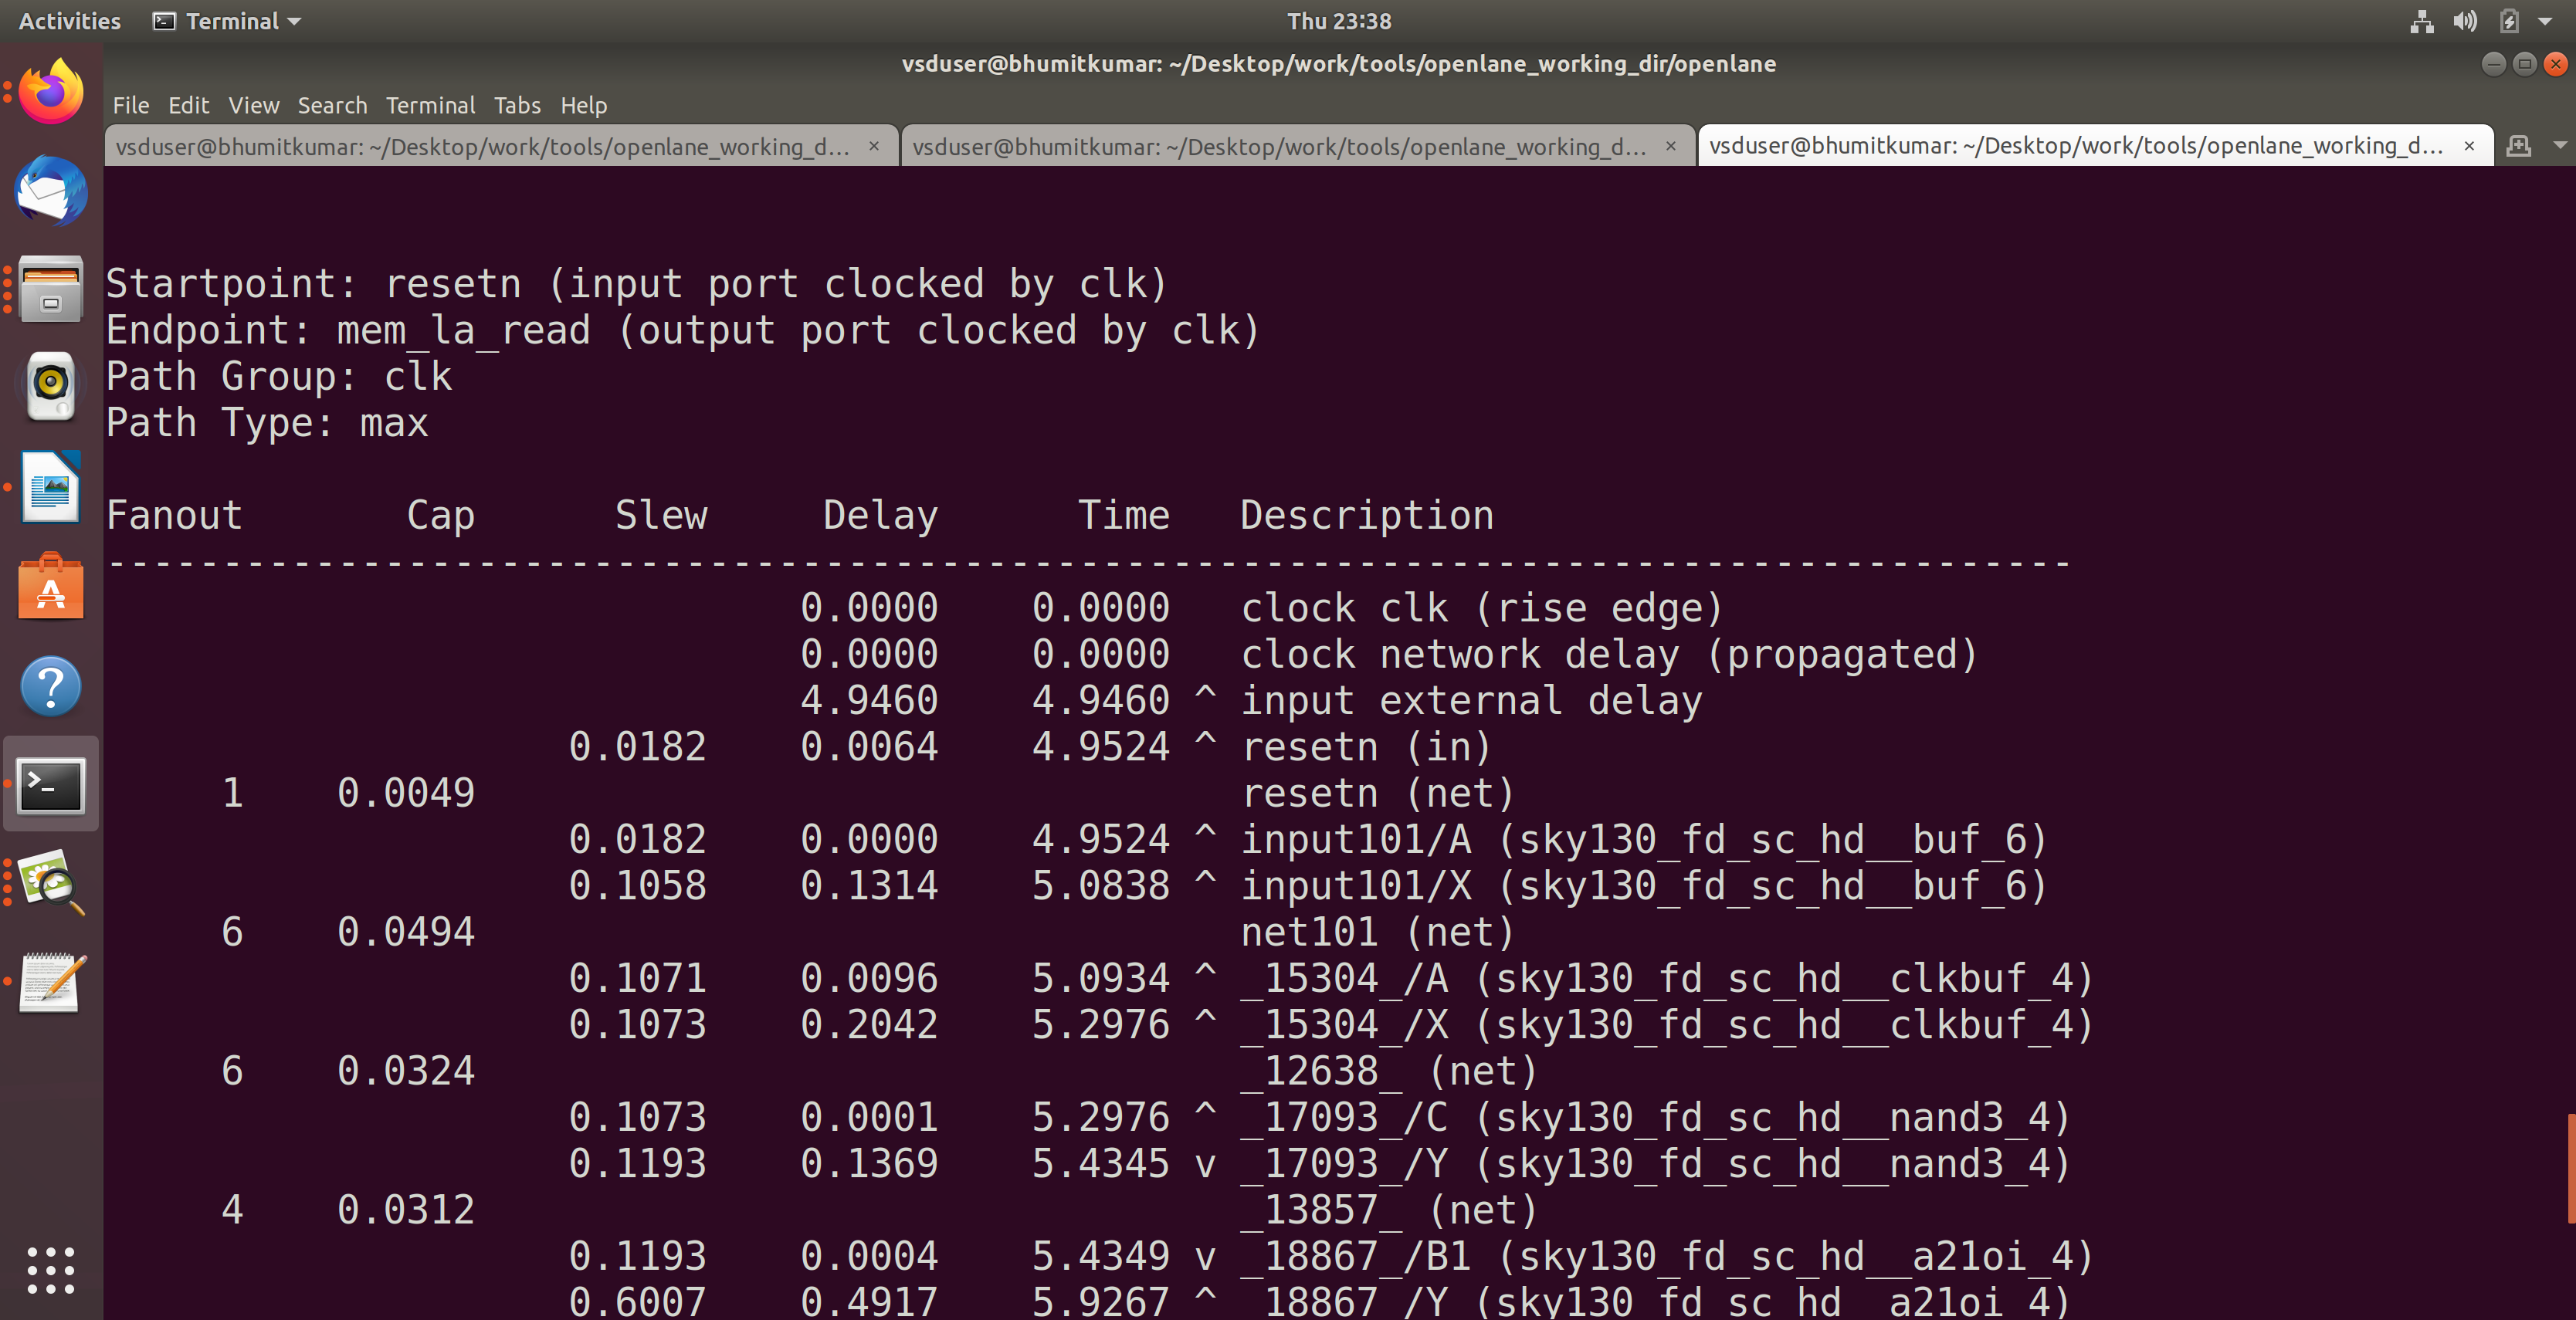 Activities Terminal Thu 23:38
vsduser@bhumitkumar: ~/Desktop/work/tools/openlane_working_dir/openlane
File Edit View Search Terminal Tabs Help
vsduser@bhumitkumar: ~/Desktop/work/tools/openlane_working_d... × vsduser@bhumitkumar: ~/Desktop/work/tools/openlane_working_d... × vsduser@bhumitkumar: ~/Desktop/work/tools/openlane_working_d... ×
Startpoint: resetn (input port clocked by clk)
Endpoint: mem_la_read (output port clocked by clk)
Path Group: clk
Path Type: max
Fanout Cap Slew Delay Time Description
-------------------------------------------------------------------------------------
0.0000 0.0000 clock clk (rise edge)
0.0000 0.0000 clock network delay (propagated)
4.9460 4.9460 ^ input external delay
0.0182 0.0064 4.9524 ^ resetn (in)
1 0.0049 resetn (net)
0.0182 0.0000 4.9524 ^ input101/A (sky130_fd_sc_hd__buf_6)
0.1058 0.1314 5.0838 ^ input101/X (sky130_fd_sc_hd__buf_6)
6 0.0494 net101 (net)
0.1071 0.0096 5.0934 ^ _15304_/A (sky130_fd_sc_hd__clkbuf_4)
0.1073 0.2042 5.2976 ^ _15304_/X (sky130_fd_sc_hd__clkbuf_4)
6 0.0324 _12638_ (net)
0.1073 0.0001 5.2976 ^ _17093_/C (sky130_fd_sc_hd__nand3_4)
0.1193 0.1369 5.4345 v _17093_/Y (sky130_fd_sc_hd__nand3_4)
4 0.0312 _13857_ (net)
0.1193 0.0004 5.4349 v _18867_/B1 (sky130_fd_sc_hd__a21oi_4)
0.6007 0.4917 5.9267 ^ _18867_/Y (sky130_fd_sc_hd__a21oi_4)